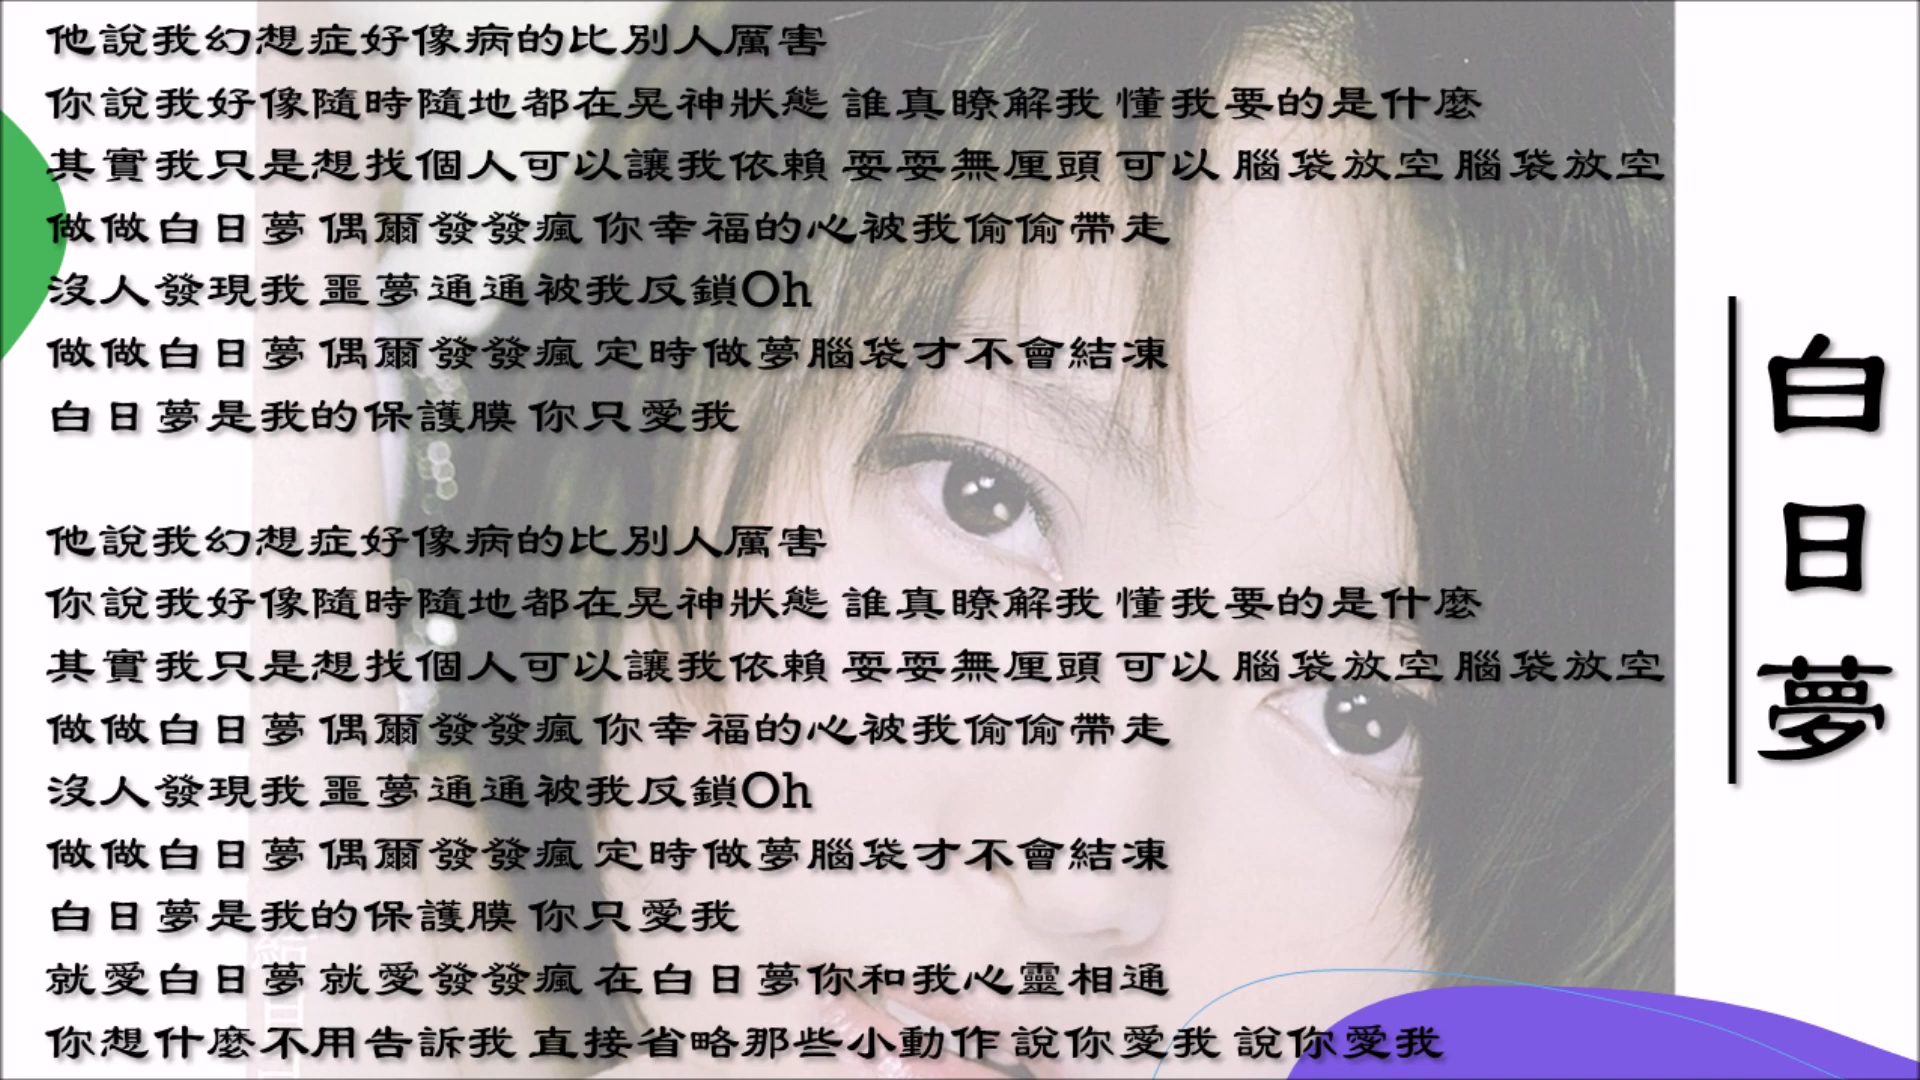 他說我幻想症好像病的比別人厲害
你說我好像隨時隨地都在晃神狀態 誰真瞭解我 懂我要的是什麼
其實我只是想找個人可以讓我依賴 耍耍無厘頭 可以 腦袋放空 腦袋放空
做做白日夢 偶爾發發瘋 你幸福的心被我偷偷帶走
沒人發現我 噩夢通通被我反鎖Oh
做做白日夢 偶爾發發瘋 定時做夢腦袋才不會結凍
白日夢是我的保護膜 你只愛我
他說我幻想症好像病的比別人厲害
你說我好像隨時隨地都在晃神狀態 誰真瞭解我 懂我要的是什麼
其實我只是想找個人可以讓我依賴 耍耍無厘頭 可以 腦袋放空 腦袋放空
做做白日夢 偶爾發發瘋 你幸福的心被我偷偷帶走
沒人發現我 噩夢通通被我反鎖Oh
做做白日夢 偶爾發發瘋 定時做夢腦袋才不會結凍
白日夢是我的保護膜 你只愛我
就愛白日夢 就愛發發瘋 在白日夢你和我心靈相通
你想什麼不用告訴我 直接省略那些小動作 說你愛我 說你愛我
白日夢